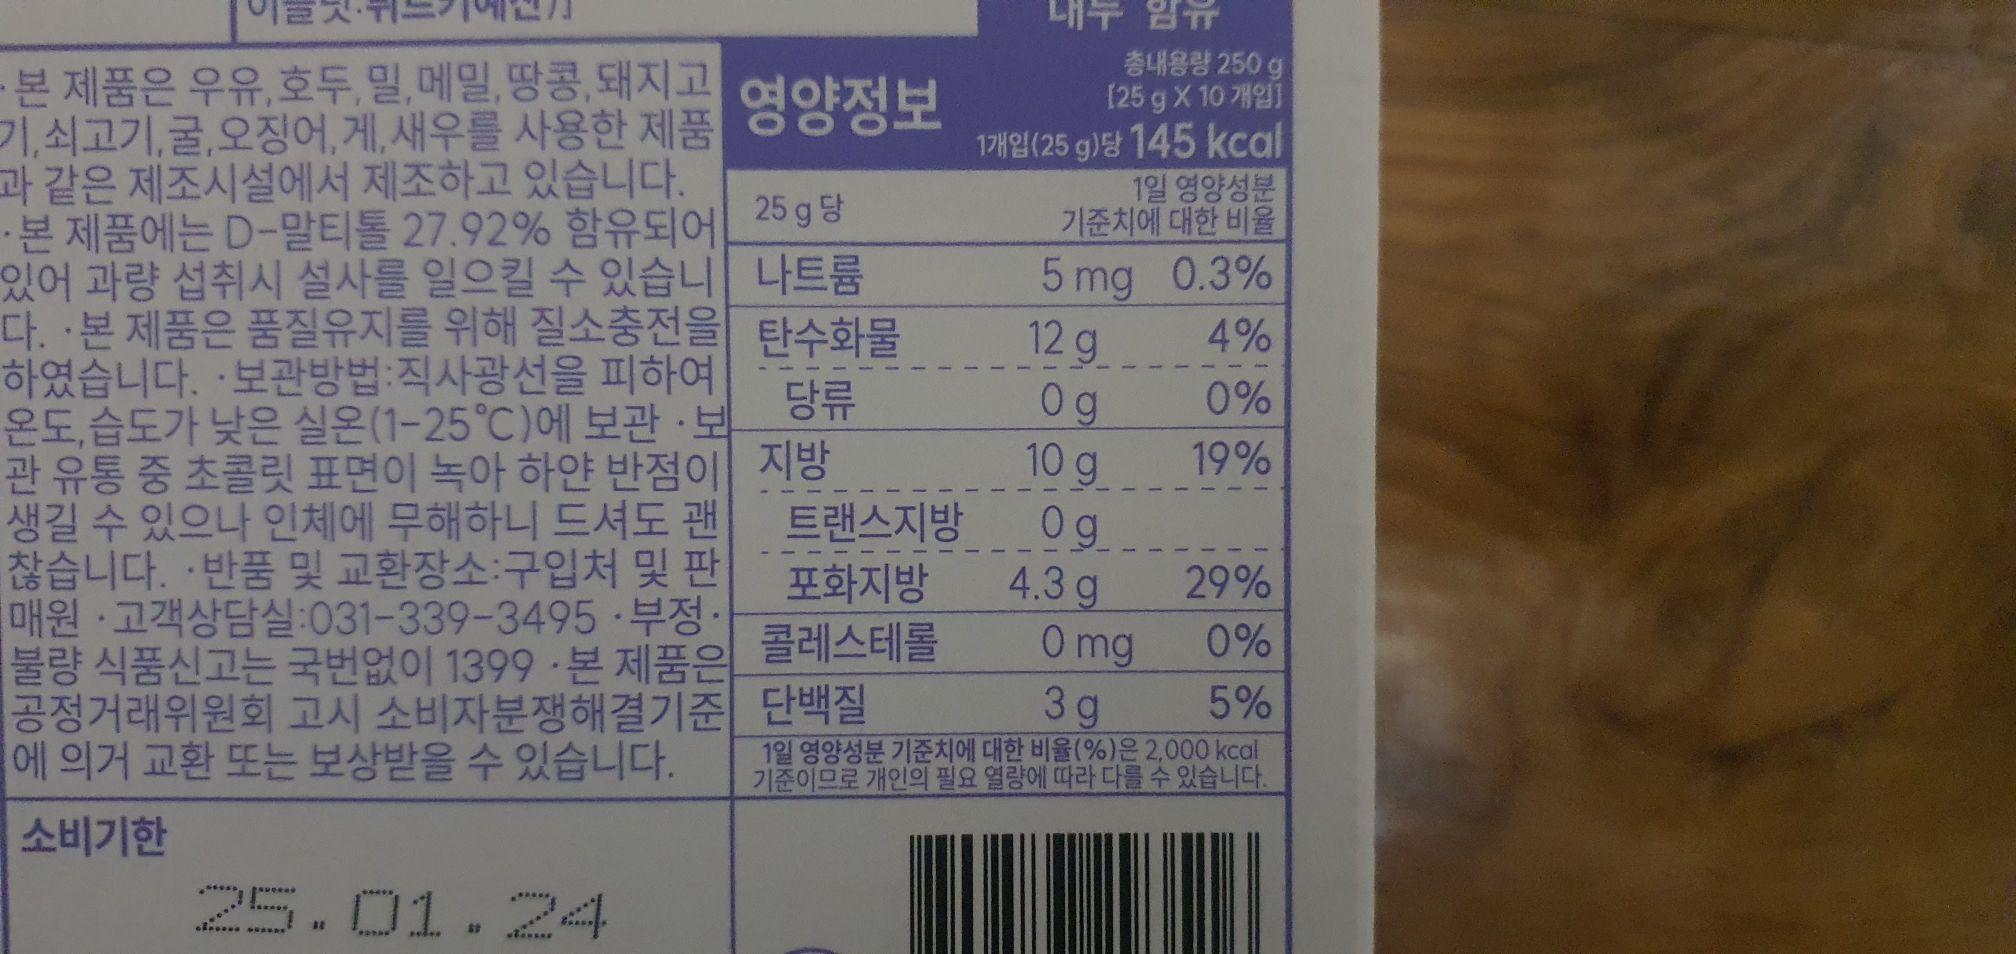 대두 함유
·본 제품은 우유,호두,밀,메밀,땅콩,돼지고
기,쇠고기,굴,오징어,게,새우를 사용한 제품
과 같은 제조시설에서 제조하고 있습니다.
·본 제품에는 D-말티톨 27.92% 함유되어
있어 과량 섭취시 설사를 일으킬 수 있습니
다. ·본 제품은 품질유지를 위해 질소충전을
하였습니다. ·보관방법:직사광선을 피하여
온도,습도가 낮은 실온(1-25℃)에 보관 ·보
관 유통 중 초콜릿 표면이 녹아 하얀 반점이
생길 수 있으나 인체에 무해하니 드셔도 괜
찮습니다. ·반품 및 교환장소:구입처 및 판
매원 ·고객상담실:031-339-3495 ·부정·
불량 식품신고는 국번없이 1399 ·본 제품은
공정거래위원회 고시 소비자분쟁해결기준
에 의거 교환 또는 보상받을 수 있습니다.
소비기한
25.01.24
영양정보
총내용량 250 g
[25 g X 10 개입]
1개입(25 g)당 145 kcal
25 g 당
1일 영양성분
기준치에 대한 비율
나트륨 5 mg 0.3%
탄수화물 12 g 4%
당류 0 g 0%
지방 10 g 19%
트랜스지방 0 g
포화지방 4.3 g 29%
콜레스테롤 0 mg 0%
단백질 3 g 5%
1일 영양성분 기준치에 대한 비율(%)은 2,000 kcal
기준이므로 개인의 필요 열량에 따라 다를 수 있습니다.